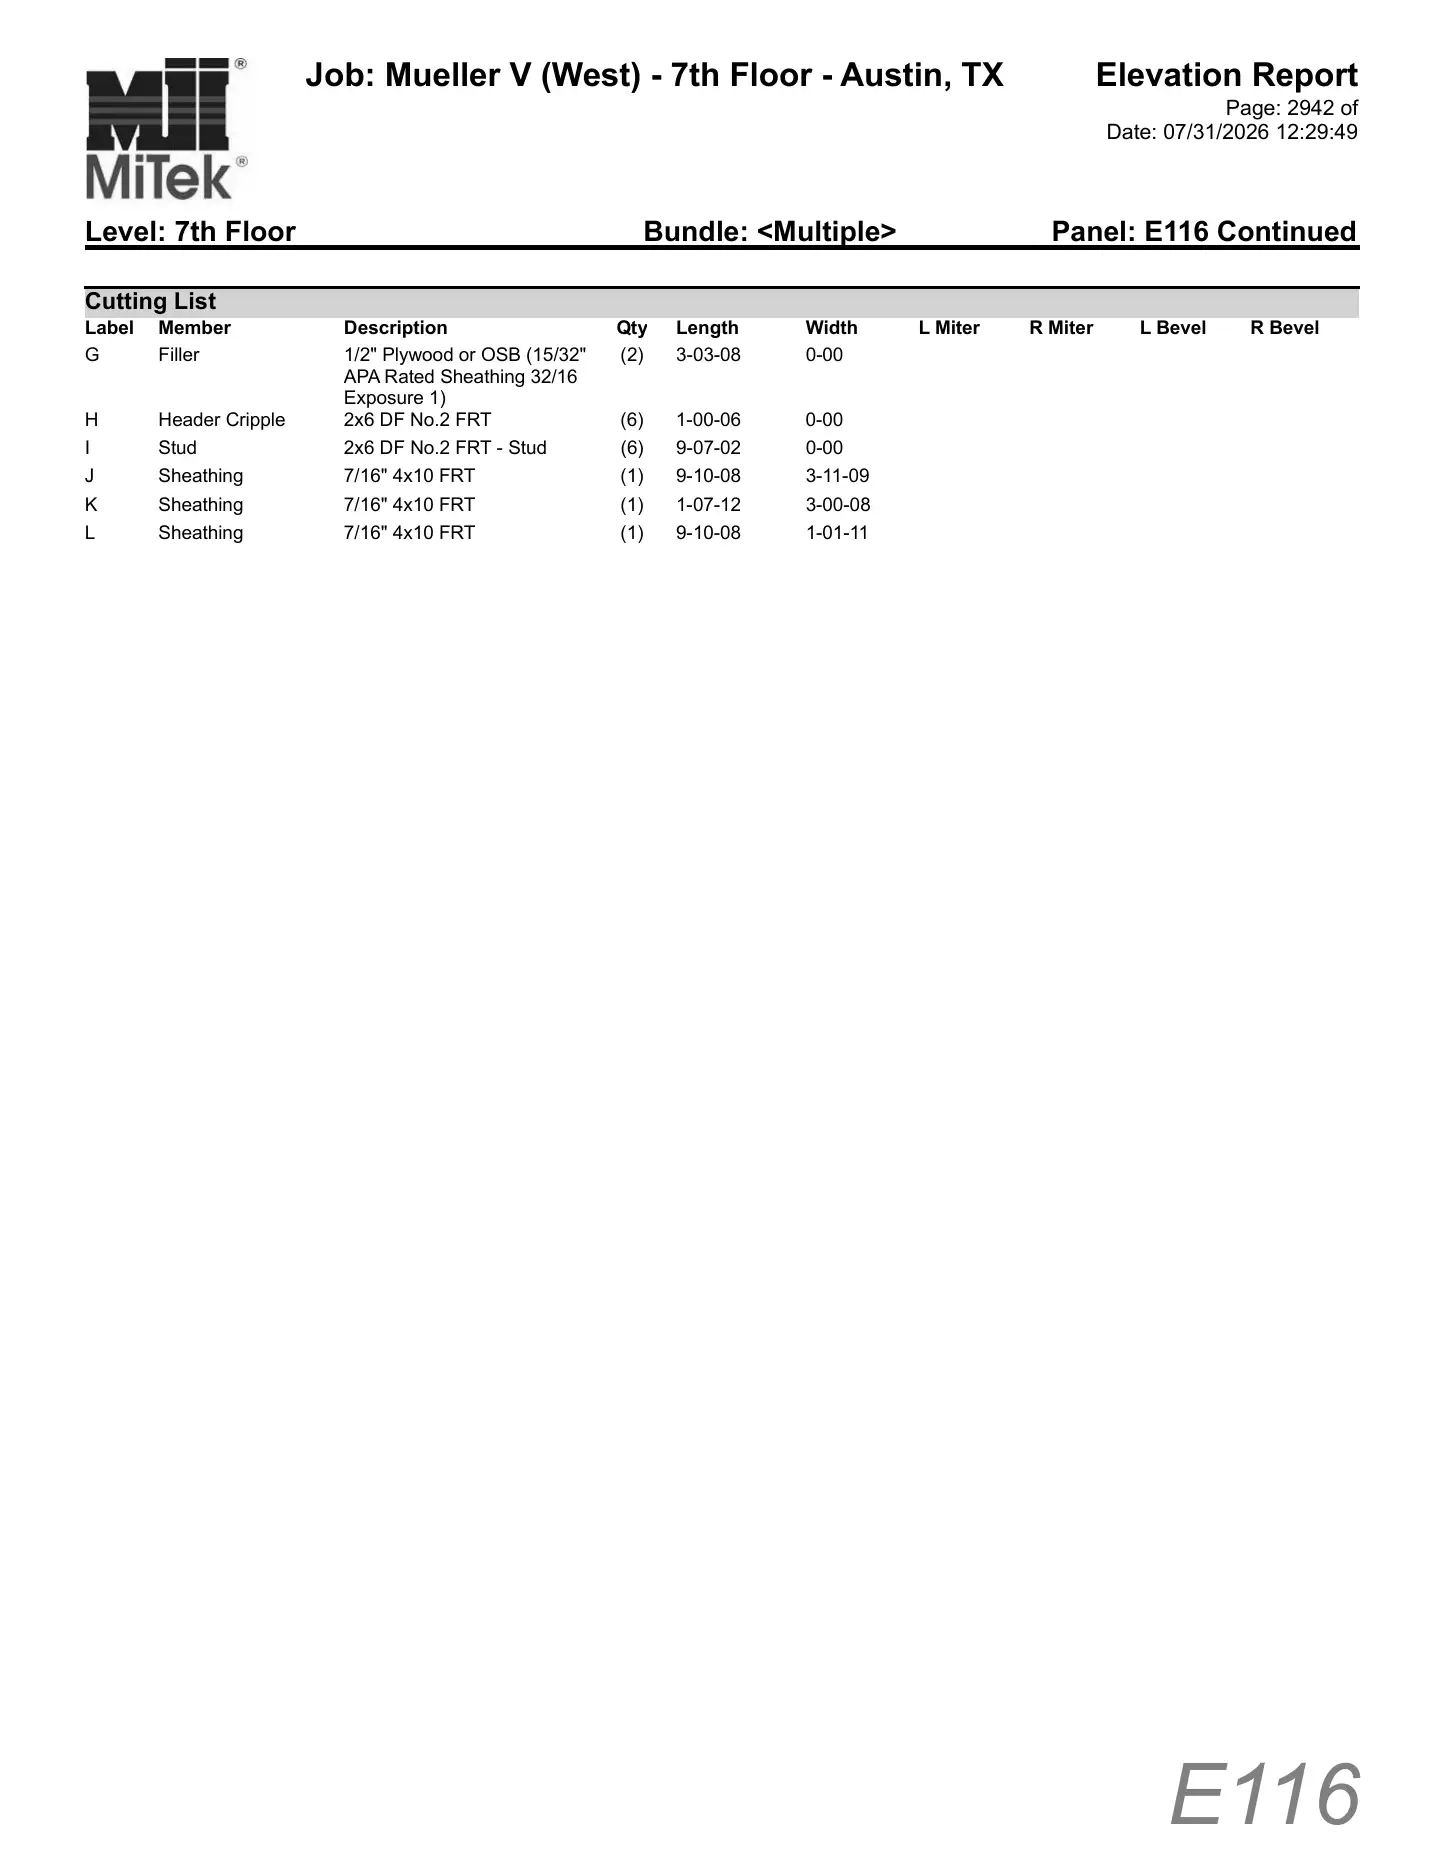 Job: Mueller V (West) - 7th Floor - Austin, TX
Elevation Report
Page: 2942 of
Date: 07/31/2026 12:29:49
MiTek®
Level: 7th Floor Bundle: <Multiple> Panel: E116 Continued
Cutting List
Label Member Description Qty Length Width L Miter R Miter L Bevel R Bevel
G Filler 1/2" Plywood or OSB (15/32" (2) 3-03-08 0-00
APA Rated Sheathing 32/16
Exposure 1)
H Header Cripple 2x6 DF No.2 FRT (6) 1-00-06 0-00
I Stud 2x6 DF No.2 FRT - Stud (6) 9-07-02 0-00
J Sheathing 7/16" 4x10 FRT (1) 9-10-08 3-11-09
K Sheathing 7/16" 4x10 FRT (1) 1-07-12 3-00-08
L Sheathing 7/16" 4x10 FRT (1) 9-10-08 1-01-11
E116